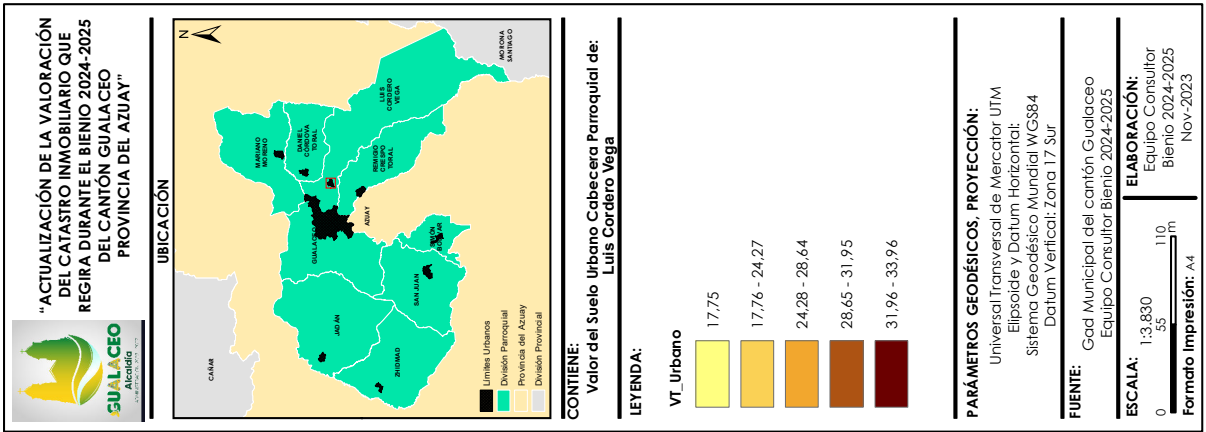 GUALACEO
Alcaldía
“ACTUALIZACIÓN DE LA VALORACIÓN
DEL CATASTRO INMOBILIARIO QUE
REGIRA DURANTE EL BIENIO 2024-2025
DEL CANTÓN GUALACEO
PROVINCIA DEL AZUAY”
UBICACIÓN
N
CAÑAR
MORONA
SANTIAGO
MARIANO
MORENO
DANIEL
CÓRDOVA
TORAL
LUIS
CORDERO
VEGA
REMIGIO
CRESPO
TORAL
GUALACEO
AZUAY
SIMÓN
BOLÍVAR
SAN JUAN
JADÁN
ZHIDMAD
Límites Urbanos
División Parroquial
Provincia del Azuay
División Provincial
CONTIENE:
Valor del Suelo Urbano Cabecera Parroquial de:
Luis Cordero Vega
LEYENDA:
VT_Urbano
17,75
17,76 - 24,27
24,28 - 28,64
28,65 - 31,95
31,96 - 33,96
PARÁMETROS GEODÉSICOS, PROYECCIÓN:
Universal Transversal de Mercator UTM
Elipsoide y Datum Horizontal:
Sistema Geodésico Mundial WGS84
Datum Vertical: Zona 17 Sur
FUENTE:
Gad Municipal del cantón Gualaceo
Equipo Consultor Bienio 2024-2025
ESCALA:
1:3.830
0 55 110
m
Formato Impresión: A4
ELABORACIÓN:
Equipo Consultor
Bienio 2024-2025
Nov-2023